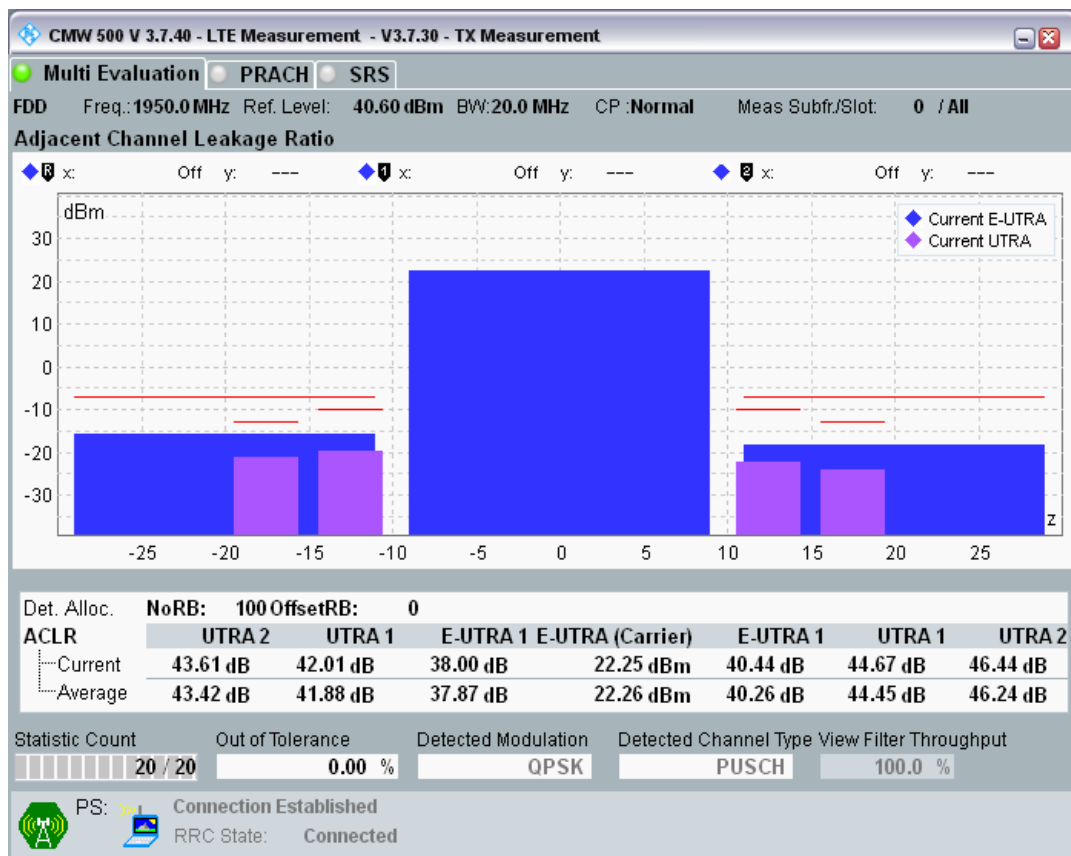 CMW 500 V 3.7.40 - LTE Measurement - V3.7.30 - TX Measurement
Multi Evaluation PRACH SRS
FDD Freq.:1950.0 MHz Ref. Level: 40.60 dBm BW:20.0 MHz CP :Normal Meas Subfr./Slot: 0 / All
Adjacent Channel Leakage Ratio
R x: Off y: --- 1 x: Off y: --- 2 x: Off y: ---
dBm
Current E-UTRA
Current UTRA
30
20
10
0
-10
-20
-30
z
-25 -20 -15 -10 -5 0 5 10 15 20 25
Det. Alloc. NoRB: 100 OffsetRB: 0
ACLR UTRA 2 UTRA 1 E-UTRA 1 E-UTRA (Carrier) E-UTRA 1 UTRA 1 UTRA 2
Current 43.61 dB 42.01 dB 38.00 dB 22.25 dBm 40.44 dB 44.67 dB 46.44 dB
Average 43.42 dB 41.88 dB 37.87 dB 22.26 dBm 40.26 dB 44.45 dB 46.24 dB
Statistic Count Out of Tolerance Detected Modulation Detected Channel Type View Filter Throughput
20 / 20 0.00 % QPSK PUSCH 100.0 %
PS: Connection Established
RRC State: Connected